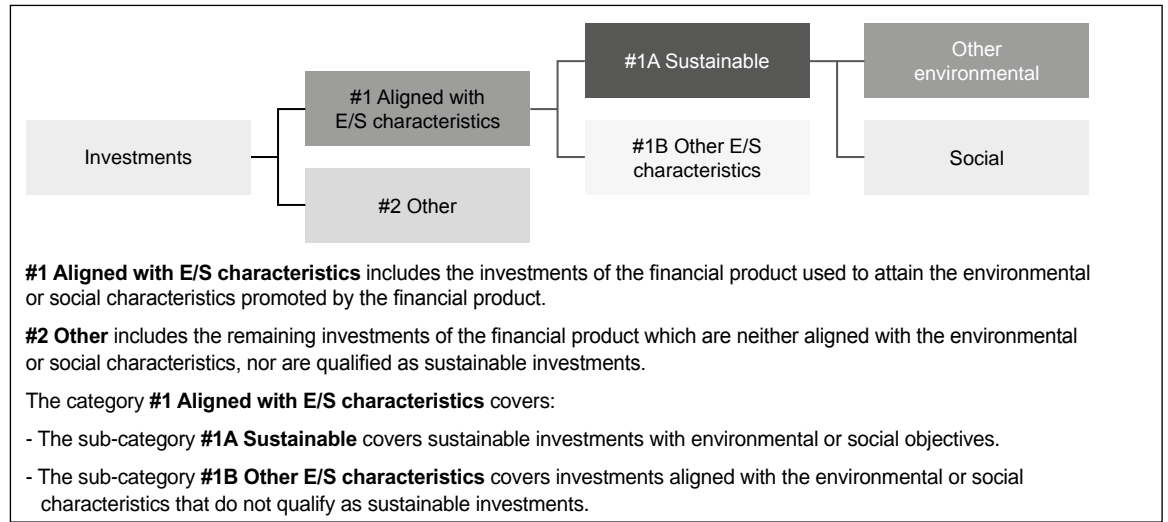 Investments
#1 Aligned with
E/S characteristics
#2 Other
#1A Sustainable
#1B Other E/S
characteristics
Other
environmental
Social
#1 Aligned with E/S characteristics includes the investments of the financial product used to attain the environmental
or social characteristics promoted by the financial product.
#2 Other includes the remaining investments of the financial product which are neither aligned with the environmental
or social characteristics, nor are qualified as sustainable investments.
The category #1 Aligned with E/S characteristics covers:
- The sub-category #1A Sustainable covers sustainable investments with environmental or social objectives.
- The sub-category #1B Other E/S characteristics covers investments aligned with the environmental or social
characteristics that do not qualify as sustainable investments.